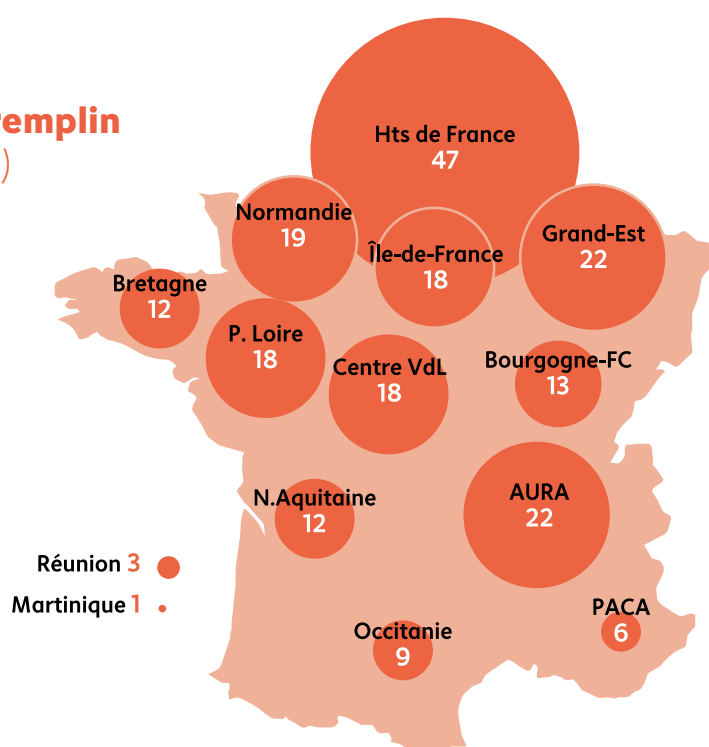 remplin
)
Hts de France
47
Normandie
19
Île-de-France
18
Grand-Est
22
Bretagne
12
P. Loire
18
Centre VdL
18
Bourgogne-FC
13
N.Aquitaine
12
AURA
22
Réunion 3
Martinique 1
Occitanie
9
PACA
6